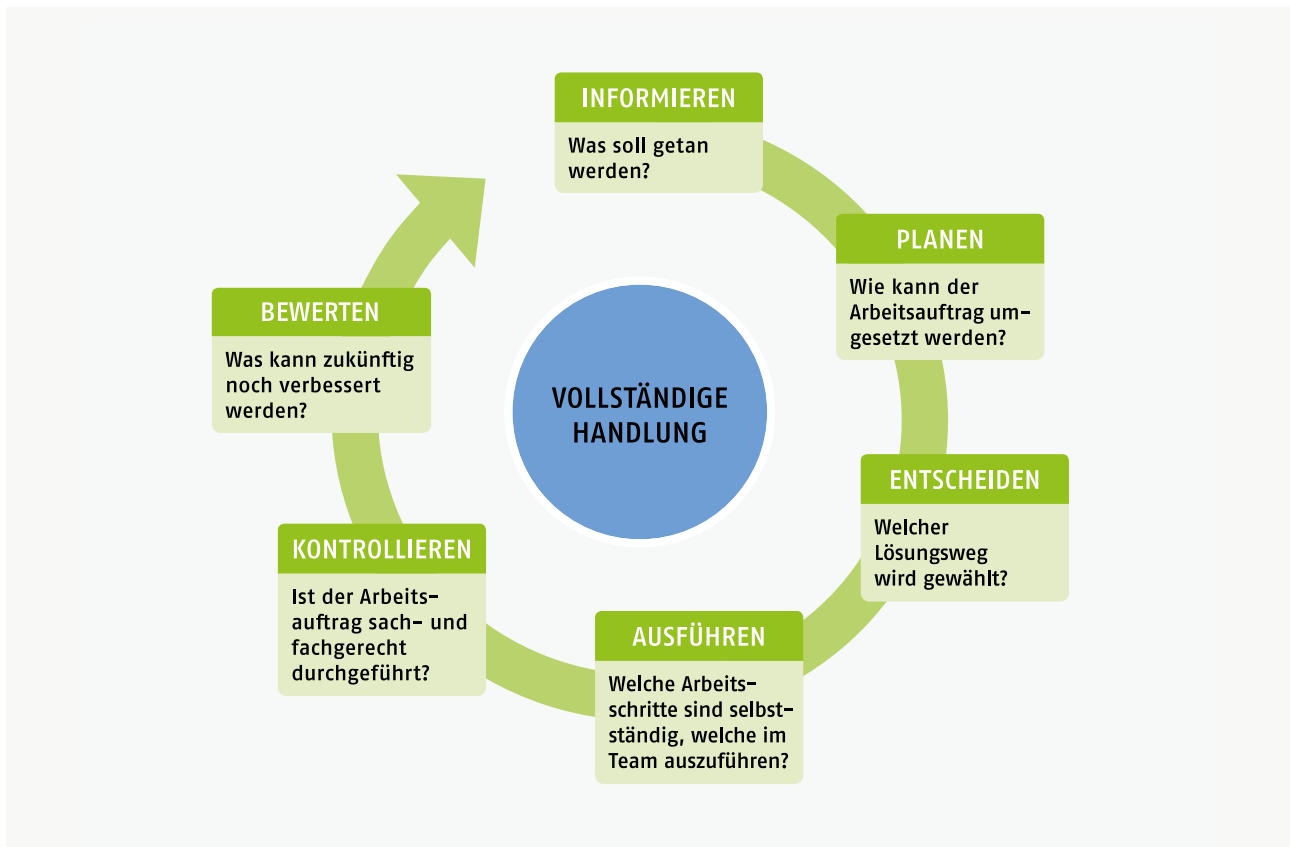 INFORMIEREN
Was soll getan
werden?
PLANEN
Wie kann der
Arbeitsauftrag um-
gesetzt werden?
ENTSCHEIDEN
Welcher
Lösungsweg
wird gewählt?
AUSFÜHREN
Welche Arbeits-
schritte sind selbst-
ständig, welche im
Team auszuführen?
KONTROLLIEREN
Ist der Arbeits-
auftrag sach- und
fachgerecht
durchgeführt?
BEWERTEN
Was kann zukünftig
noch verbessert
werden?
VOLLSTÄNDIGE
HANDLUNG